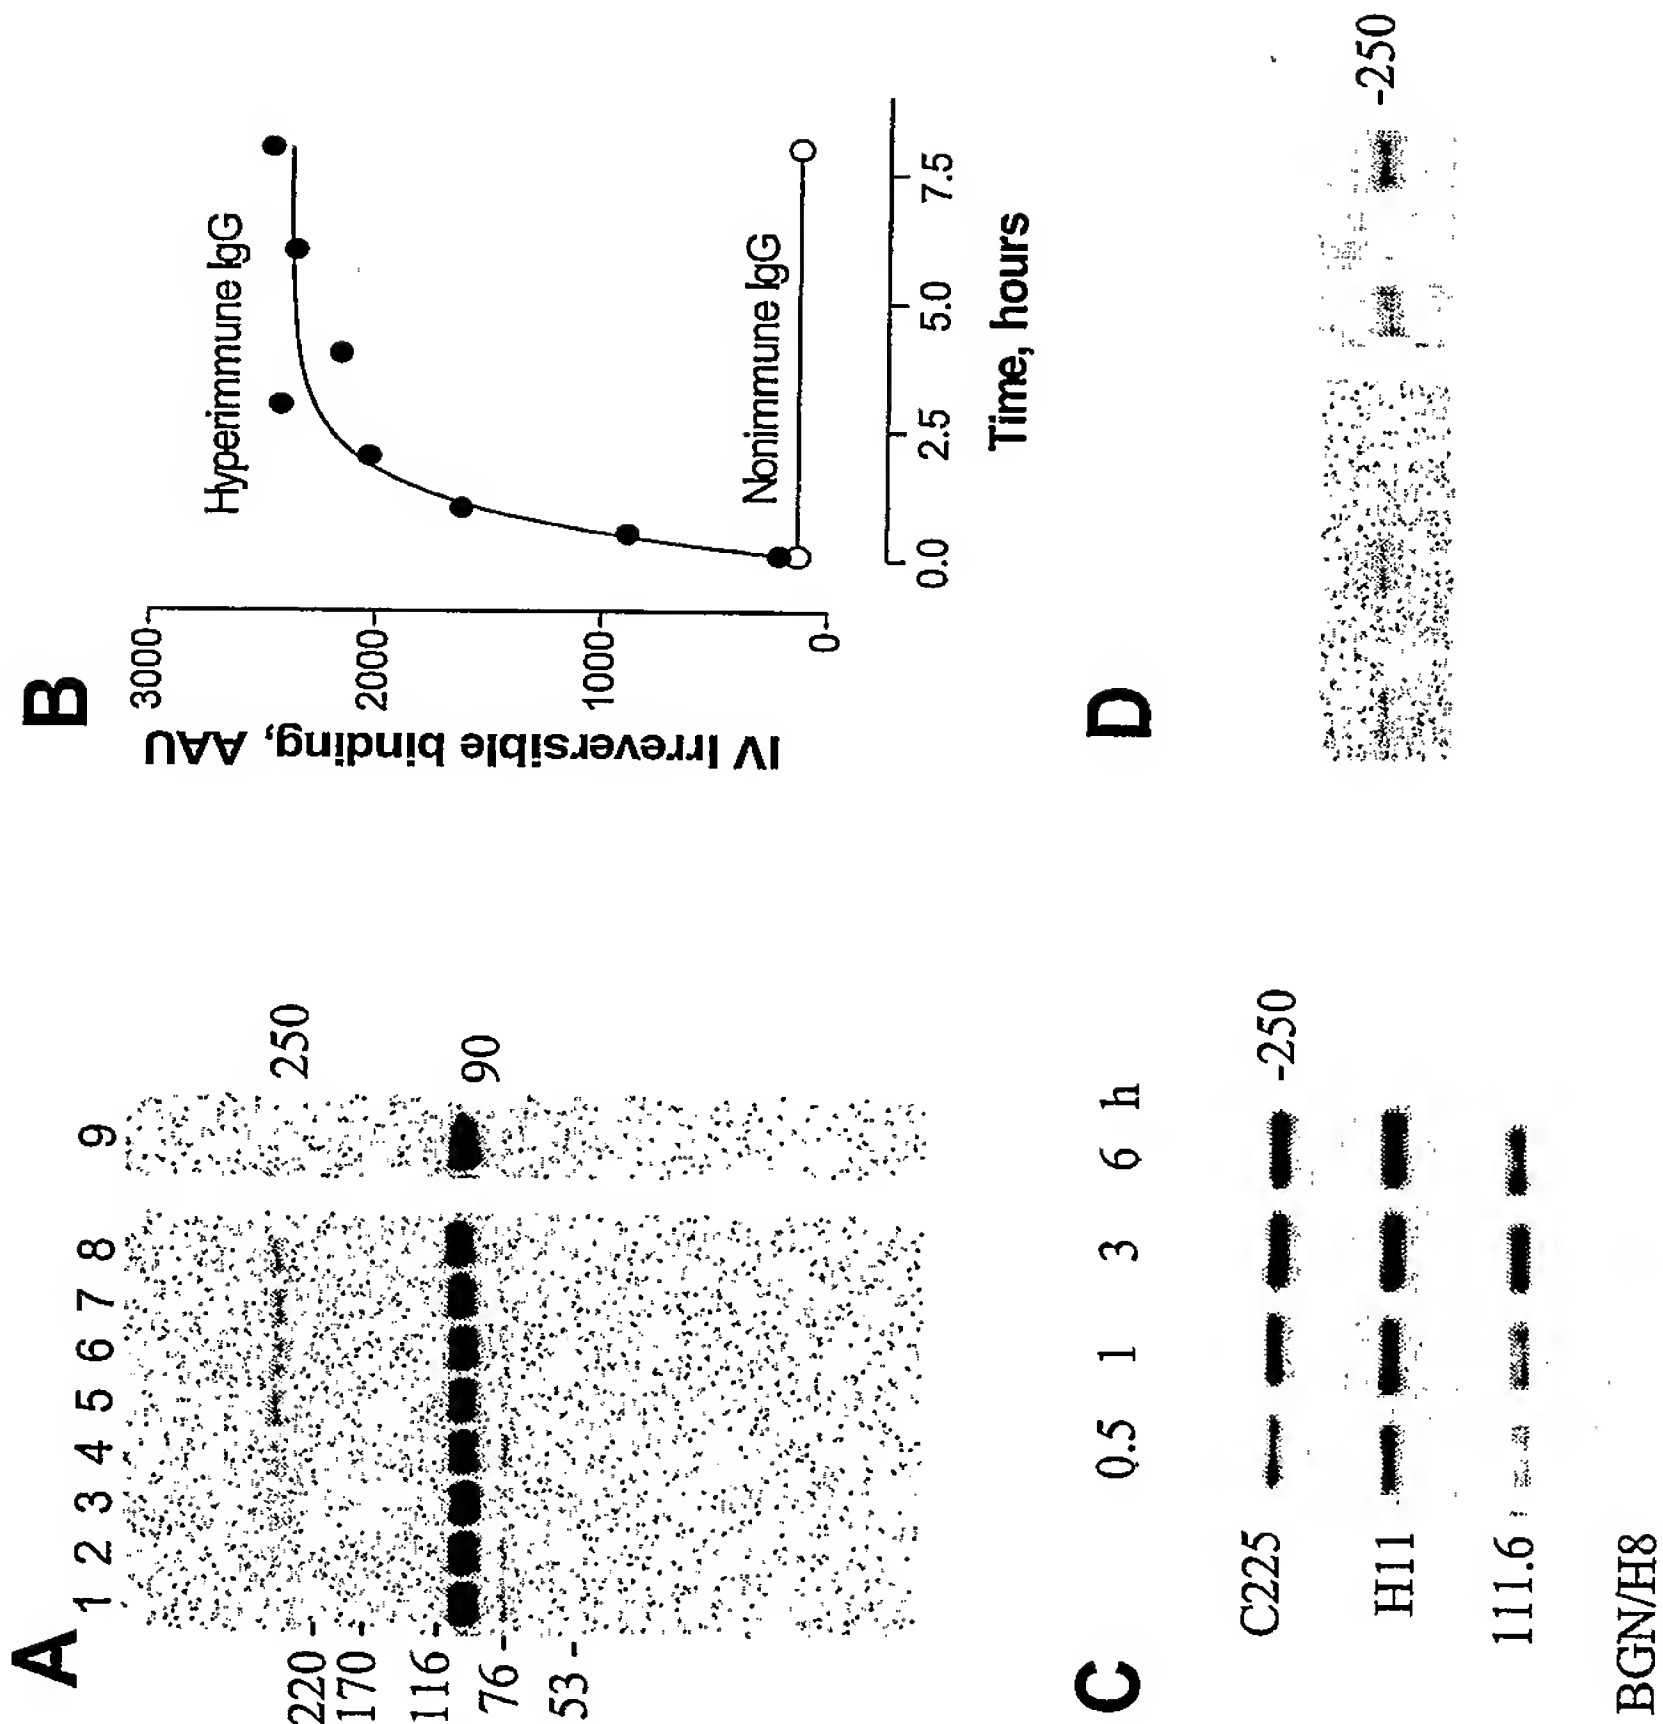 A
1 2 3 4 5 6 7 8 9
220-
170-
116-
76-
53-
250
90
B
IV Irreversible binding, AAU
3000
2000
1000
0
Hyperimmune IgG
Nonimmune IgG
0.0 2.5 5.0 7.5
Time, hours
C
0.5 1 3 6 h
C225 -250
H11
111.6
BGN/H8
D
-250